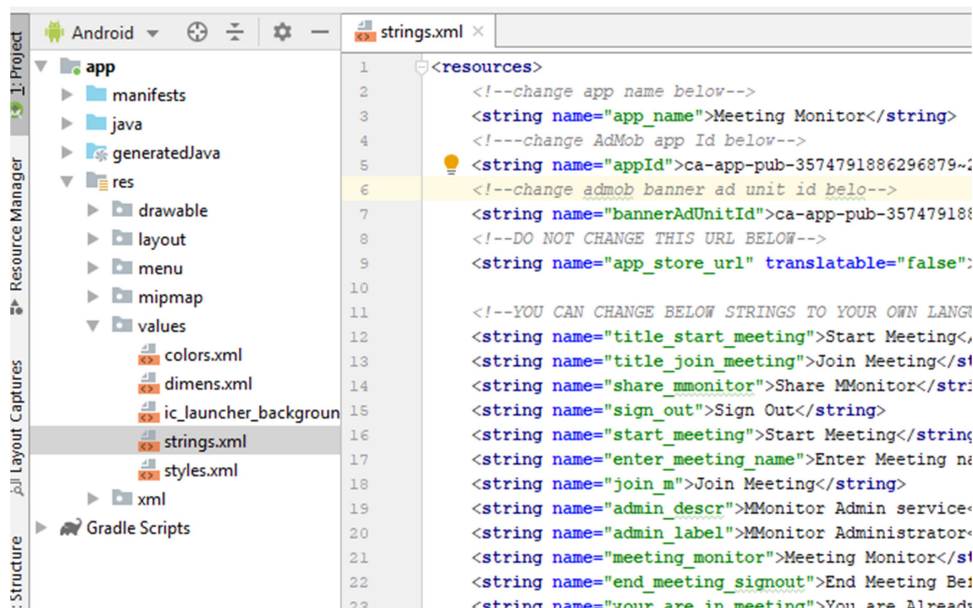 Android
strings.xml
1: Project
Resource Manager
Layout Captures
Structure
app
manifests
java
generatedJava
res
drawable
layout
menu
mipmap
values
colors.xml
dimens.xml
ic_launcher_backgroun
strings.xml
styles.xml
xml
Gradle Scripts
1 <resources>
2 <!--change app name below-->
3 <string name="app_name">Meeting Monitor</string>
4 <!---change AdMob app Id below-->
5 <string name="appId">ca-app-pub-3574791886296879~2
6 <!--change admob banner ad unit id belo-->
7 <string name="bannerAdUnitId">ca-app-pub-357479188
8 <!--DO NOT CHANGE THIS URL BELOW-->
9 <string name="app_store_url" translatable="false">
10
11 <!--YOU CAN CHANGE BELOW STRINGS TO YOUR OWN LANGU
12 <string name="title_start_meeting">Start Meeting</
13 <string name="title_join_meeting">Join Meeting</st
14 <string name="share_mmonitor">Share MMonitor</stri
15 <string name="sign_out">Sign Out</string>
16 <string name="start_meeting">Start Meeting</string
17 <string name="enter_meeting_name">Enter Meeting na
18 <string name="join_m">Join Meeting</string>
19 <string name="admin_descr">MMonitor Admin service<
20 <string name="admin_label">MMonitor Administrator<
21 <string name="meeting_monitor">Meeting Monitor</st
22 <string name="end_meeting_signout">End Meeting Bef
23 <string name="your_are_in_meeting">You are Already